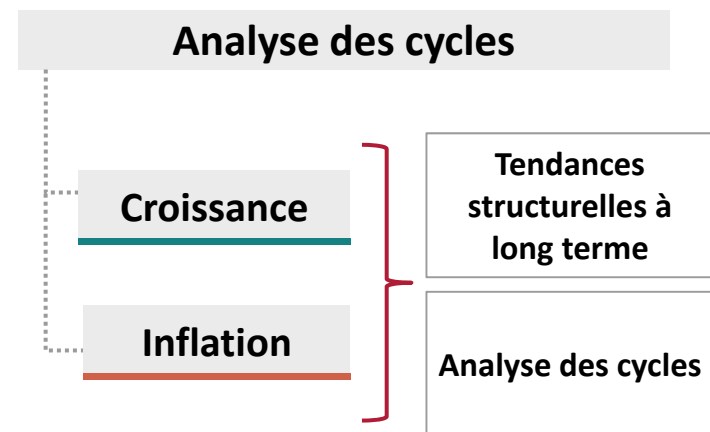 Analyse des cycles
Croissance
Inflation
Tendances
structurelles à
long terme
Analyse des cycles